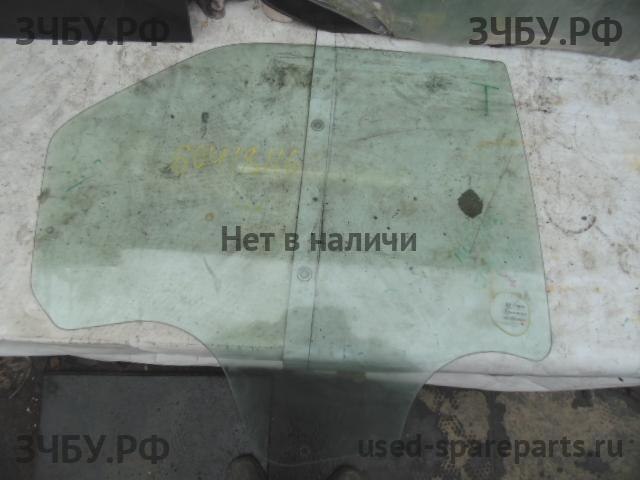 ЗЧБУ.РФ
ЗЧБУ.РФ
T
Нет в наличи
ЗЧБУ.РФ
used-spareparts.ru